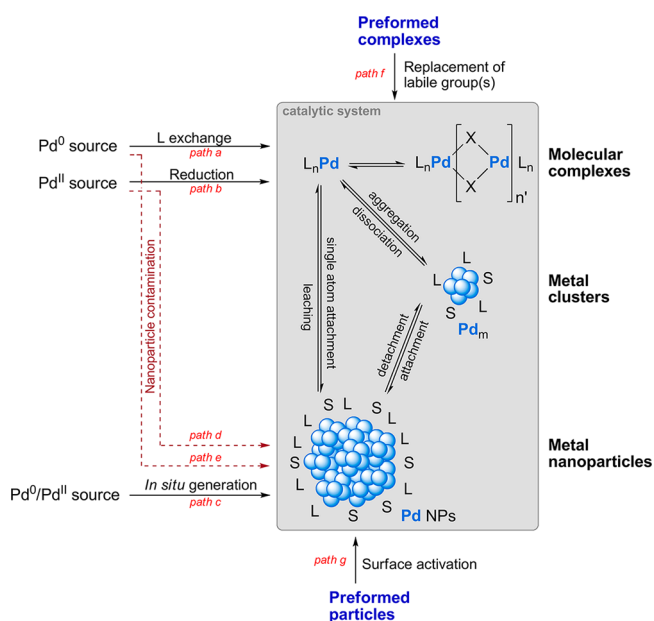 Preformed
complexes
path f
Replacement of
labile group(s)
catalytic system
Pd⁰ source
L exchange
path a
Pdᴵᴵ source
Reduction
path b
LₙPd
LₙPd
X
X
Pd Lₙ
n'
Molecular
complexes
aggregation
dissociation
single atom attachment
leaching
L
L
S
L
S
Pdₘ
Metal
clusters
detachment
attachment
Nanoparticle contamination
path d
path e
S
L
S
L
L
L
L
L
S
S
L
L
L
S
S
S
Metal
nanoparticles
Pd⁰/Pdᴵᴵ source
In situ generation
path c
Pd NPs
path g
Surface activation
Preformed
particles